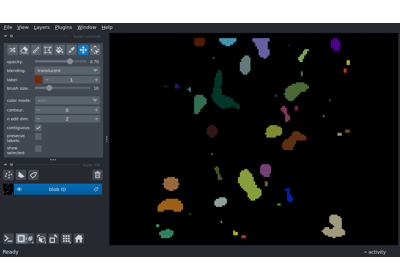 File View Layers Plugins Window Help
opacity: 0.70
blending: translucent
label: 1
brush size: 10
color mode:
contour: 0
n edit dim: 2
contiguous:
preserve labels:
show selected:
blob ID
Ready
activity